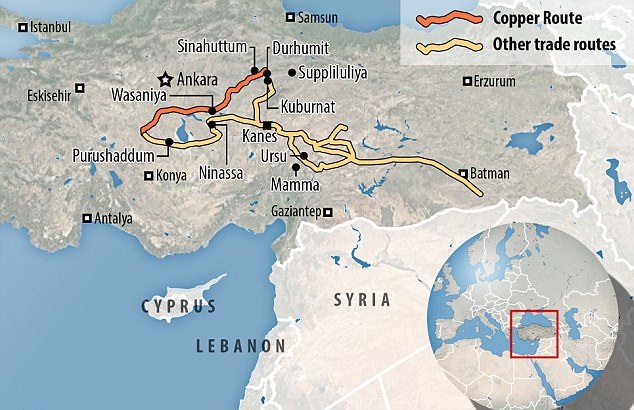 Copper Route
Other trade routes
Istanbul
Samsun
Sinahuttum
Durhumit
Ankara
Suppliluliya
Erzurum
Eskisehir
Wasaniya
Kuburnat
Kanes
Purushaddum
Ursu
Batman
Konya
Ninassa
Mamma
Antalya
Gaziantep
CYPRUS
SYRIA
LEBANON